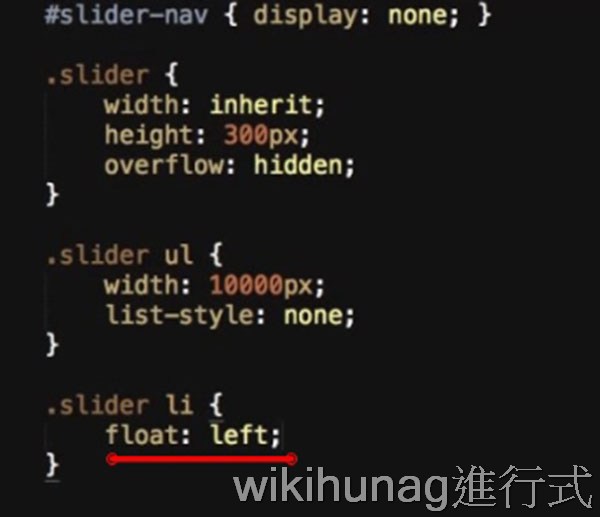 #slider-nav { display: none; }
.slider {
width: inherit;
height: 300px;
overflow: hidden;
}
.slider ul {
width: 10000px;
list-style: none;
}
.slider li {
float: left;
}
wikihunag進行式